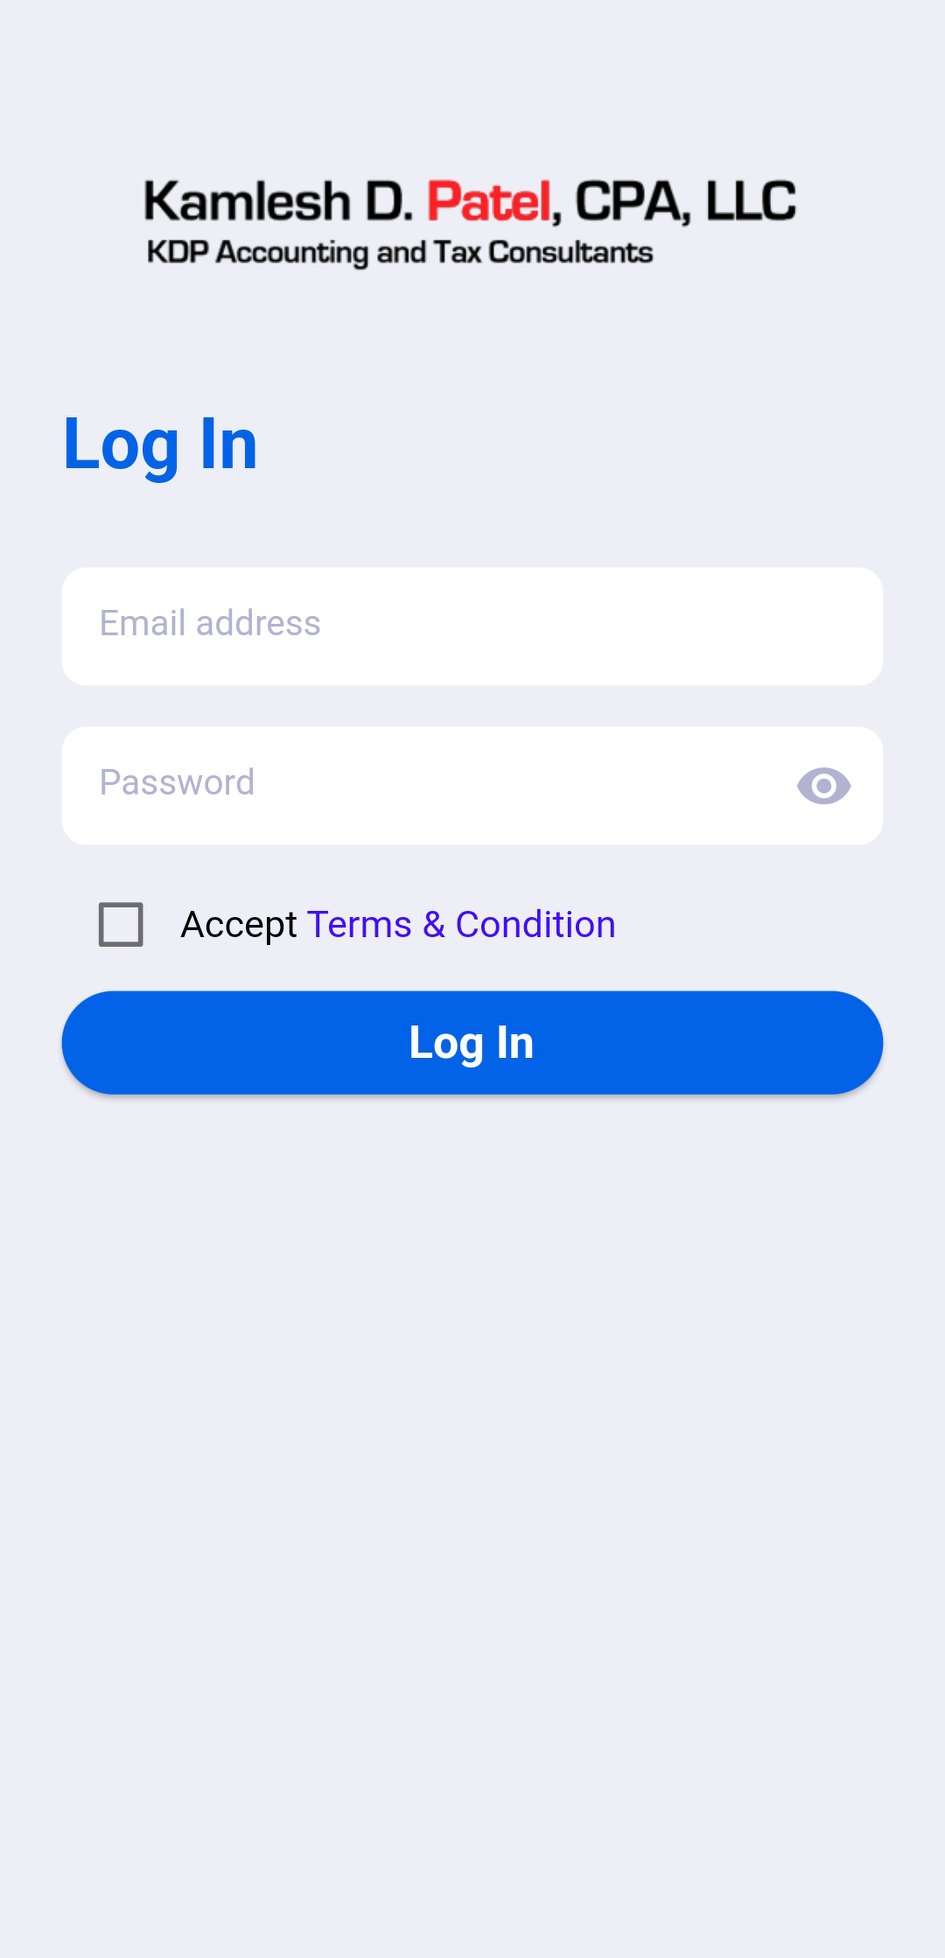 Kamlesh D. Patel, CPA, LLC
KDP Accounting and Tax Consultants
Log In
Email address
Password
Accept Terms & Condition
Log In